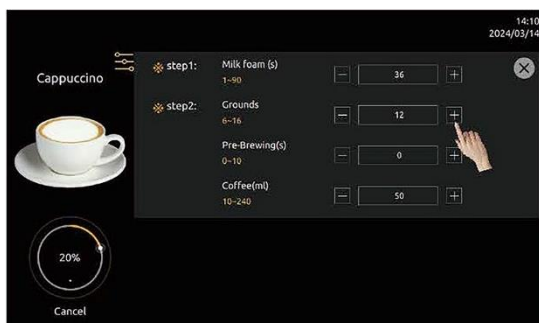 14:10
2024/03/14
Cappuccino
step1:
Milk foam (s)
1~90
36
step2:
Grounds
6~16
12
Pre-Brewing(s)
0~10
0
Coffee(ml)
10~240
50
20%
Cancel